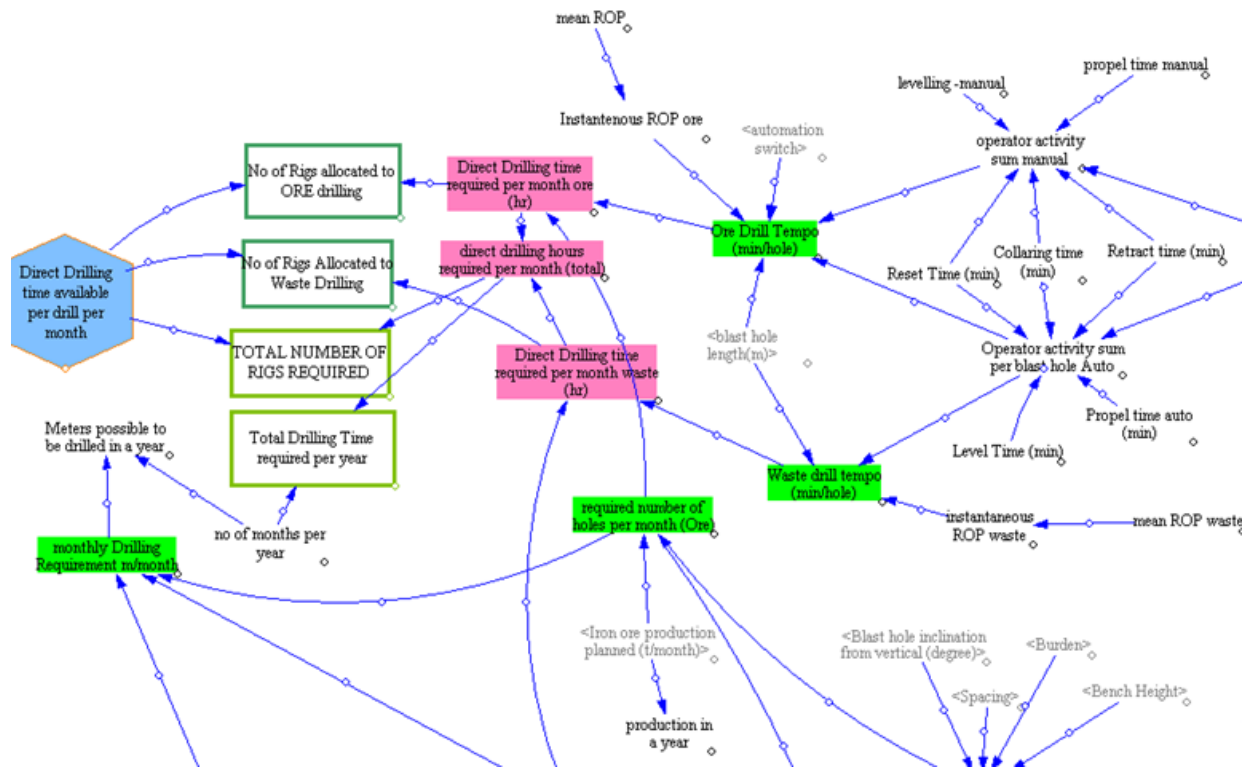 mean ROP
propel time manual
levelling -manual
Instantenous ROP ore
<automation
switch>
operator activity
sum manual
No of Rigs allocated to
ORE drilling
Direct Drilling time
required per month ore
(hr)
Ore Drill Tempo
(min/hole)
direct drilling hours
required per month (total)
No of Rigs Allocated to
Waste Drilling
Direct Drilling
time available
per drill per
month
Reset Time (min)
Collaring time
(min)
Retract time (min)
<blast hole
length(m)>
TOTAL NUMBER OF
RIGS REQUIRED
Direct Drilling time
required per month waste
(hr)
Operator activity sum
per blast hole Auto
Propel time auto
(min)
Level Time (min)
Meters possible to
be drilled in a year
Total Drilling Time
required per year
Waste drill tempo
(min/hole)
required number of
holes per month (Ore)
instantaneous
ROP waste
mean ROP waste
no of months per
year
monthly Drilling
Requirement m/month
<Iron ore production
planned (t/month)>
<Blast hole inclination
from vertical (degree)>
<Burden>
<Spacing>
<Bench Height>
production in
a year